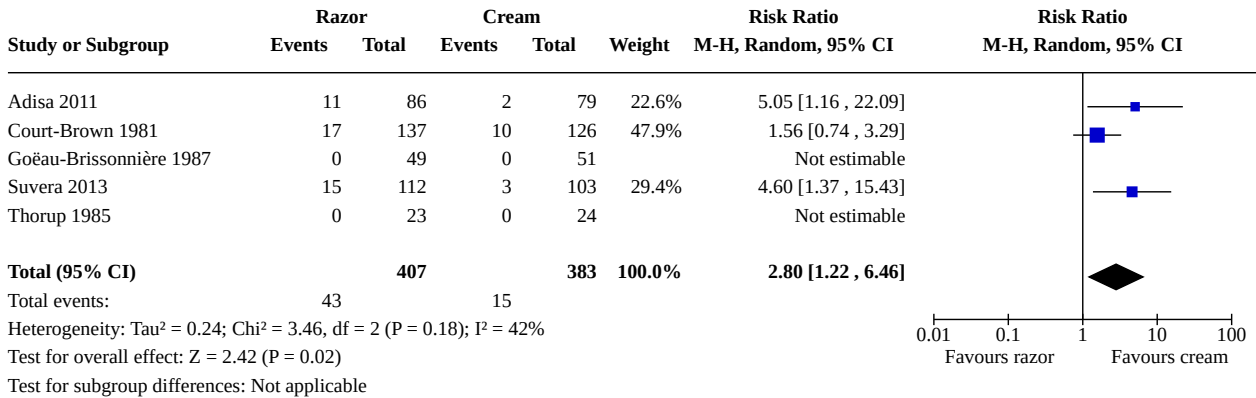 Razor Cream Risk Ratio Risk Ratio
Study or Subgroup Events Total Events Total Weight M-H, Random, 95% CI M-H, Random, 95% CI
Adisa 2011 11 86 2 79 22.6% 5.05 [1.16 , 22.09]
Court-Brown 1981 17 137 10 126 47.9% 1.56 [0.74 , 3.29]
Goëau-Brissonnière 1987 0 49 0 51 Not estimable
Suvera 2013 15 112 3 103 29.4% 4.60 [1.37 , 15.43]
Thorup 1985 0 23 0 24 Not estimable
Total (95% CI) 407 383 100.0% 2.80 [1.22 , 6.46]
Total events: 43 15
Heterogeneity: Tau² = 0.24; Chi² = 3.46, df = 2 (P = 0.18); I² = 42%
0.01 0.1 1 10 100
Test for overall effect: Z = 2.42 (P = 0.02) Favours razor Favours cream
Test for subgroup differences: Not applicable